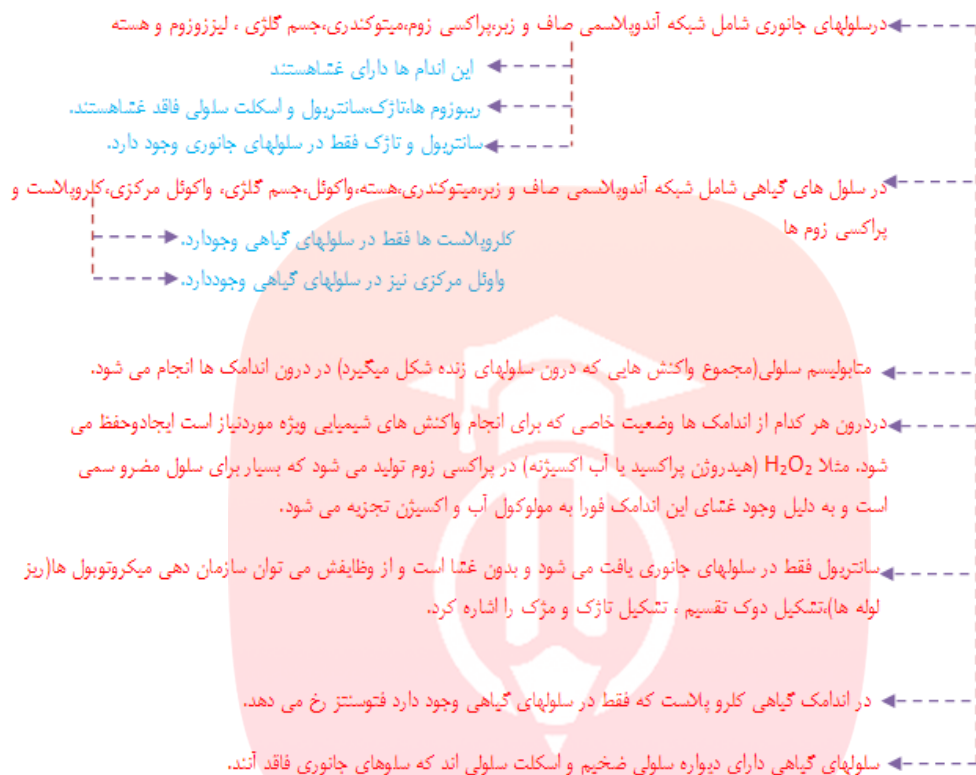 درسلولهای جانوری شامل شبکه آندوپلاسمی صاف و زبر،پراکسی زوم،میتوکندری،جسم گلژی ، لیززوزوم و هسته
این اندام ها دارای غشاهستند
ریبوزوم ها،تاژک،سانتریول و اسکلت سلولی فاقد غشاهستند.
سانتریول و تاژک فقط در سلولهای جانوری وجود دارد.
در سلول های گیاهی شامل شبکه آندوپلاسمی صاف و زبر،میتوکندری،هسته،واکوئل،جسم گلژی، واکوئل مرکزی،کلروپلاست و
پراکسی زوم ها
کلروپلاست ها فقط در سلولهای گیاهی وجوددارد.
واوئل مرکزی نیز در سلولهای گیاهی وجوددارد.
متابولیسم سلولی(مجموع واکنش هایی که درون سلولهای زنده شکل میگیرد) در درون اندامک ها انجام می شود.
دردرون هر کدام از اندامک ها وضعیت خاصی که برای انجام واکنش های شیمیایی ویژه موردنیاز است ایجادوحفظ می
شود. مثلا H₂O₂ (هیدروژن پراکسید یا آب اکسیژنه) در پراکسی زوم تولید می شود که بسیار برای سلول مضرو سمی
است و به دلیل وجود غشای این اندامک فورا به مولوکول آب و اکسیژن تجزیه می شود.
سانتریول فقط در سلولهای جانوری یافت می شود و بدون غشا است و از وظایفش می توان سازمان دهی میکروتوبول ها(ریز
لوله ها)،تشکیل دوک تقسیم ، تشکیل تاژک و مژک را اشاره کرد.
در اندامک گیاهی کلرو پلاست که فقط در سلولهای گیاهی وجود دارد فتوسنتز رخ می دهد.
سلولهای گیاهی دارای دیواره سلولی ضخیم و اسکلت سلولی اند که سلوهای جانوری فاقد آنند.